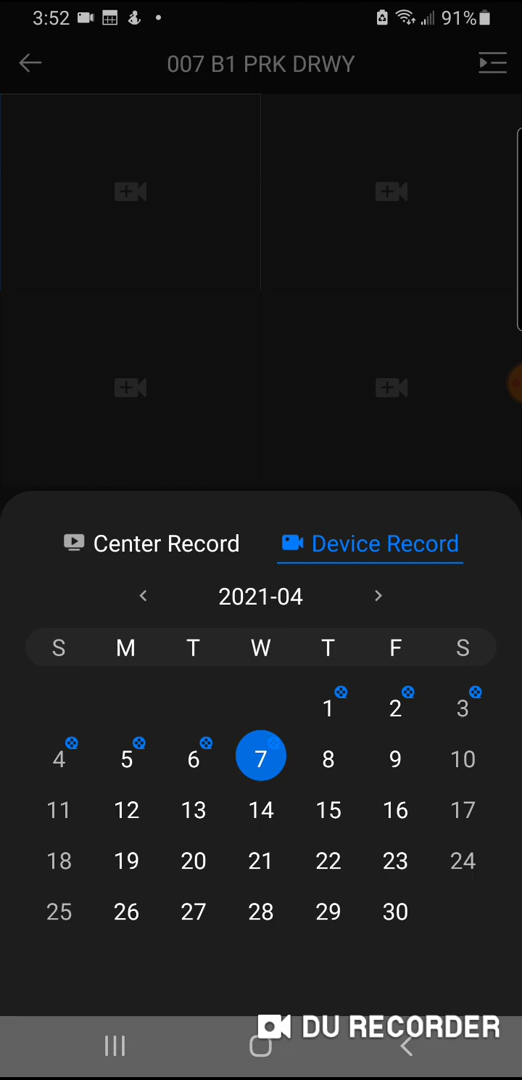 3:52 91%
007 B1 PRK DRWY
Center Record Device Record
2021-04
S M T W T F S
1 2 3
4 5 6 7 8 9 10
11 12 13 14 15 16 17
18 19 20 21 22 23 24
25 26 27 28 29 30
DU RECORDER